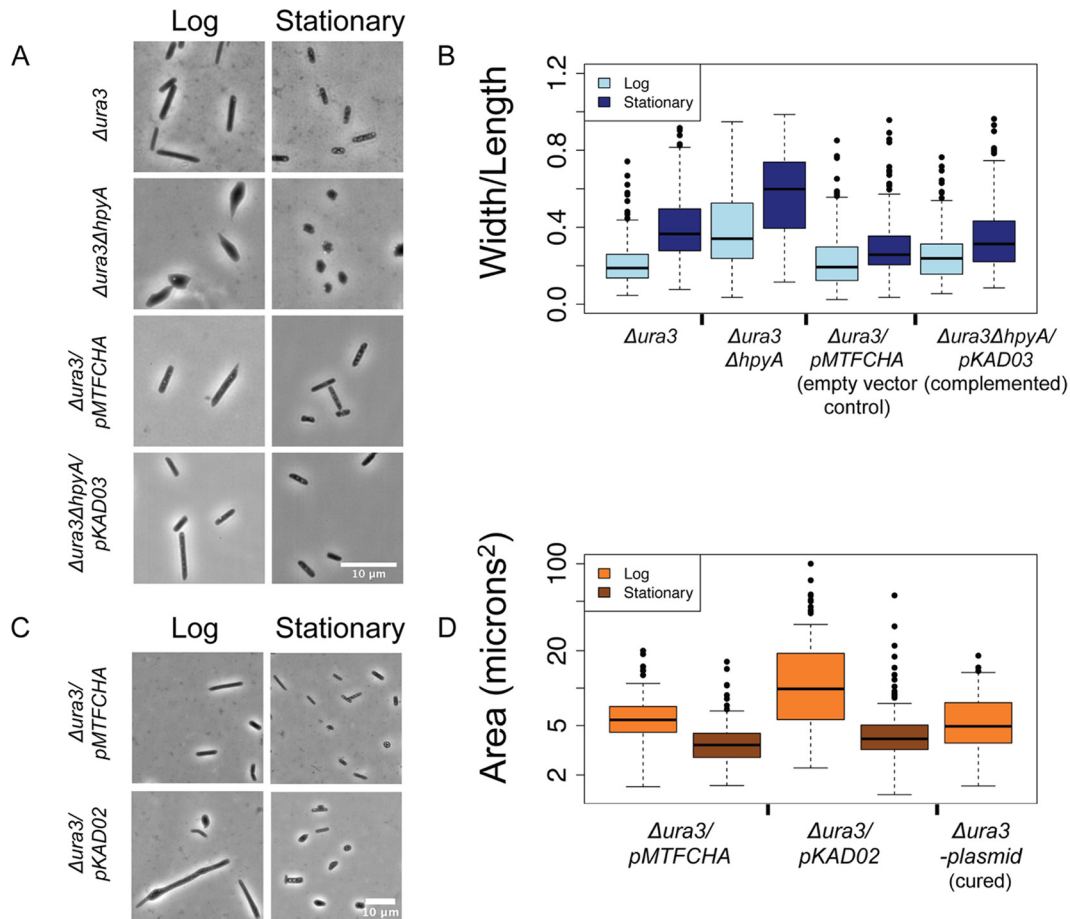 A
Log
Stationary
Δura3
Δura3ΔhpyA
Δura3/
pMTFCHA
Δura3ΔhpyA/
pKAD03
10 µm
B
Width/Length
1.2
0.8
0.4
0.0
Log
Stationary
Δura3
Δura3
ΔhpyA
Δura3/
pMTFCHA
(empty vector
control)
Δura3ΔhpyA/
pKAD03
(complemented)
C
Log
Stationary
Δura3/
pMTFCHA
Δura3/
pKAD02
10 µm
D
Area (microns²)
100
20
5
2
Log
Stationary
Δura3/
pMTFCHA
Δura3/
pKAD02
Δura3
-plasmid
(cured)